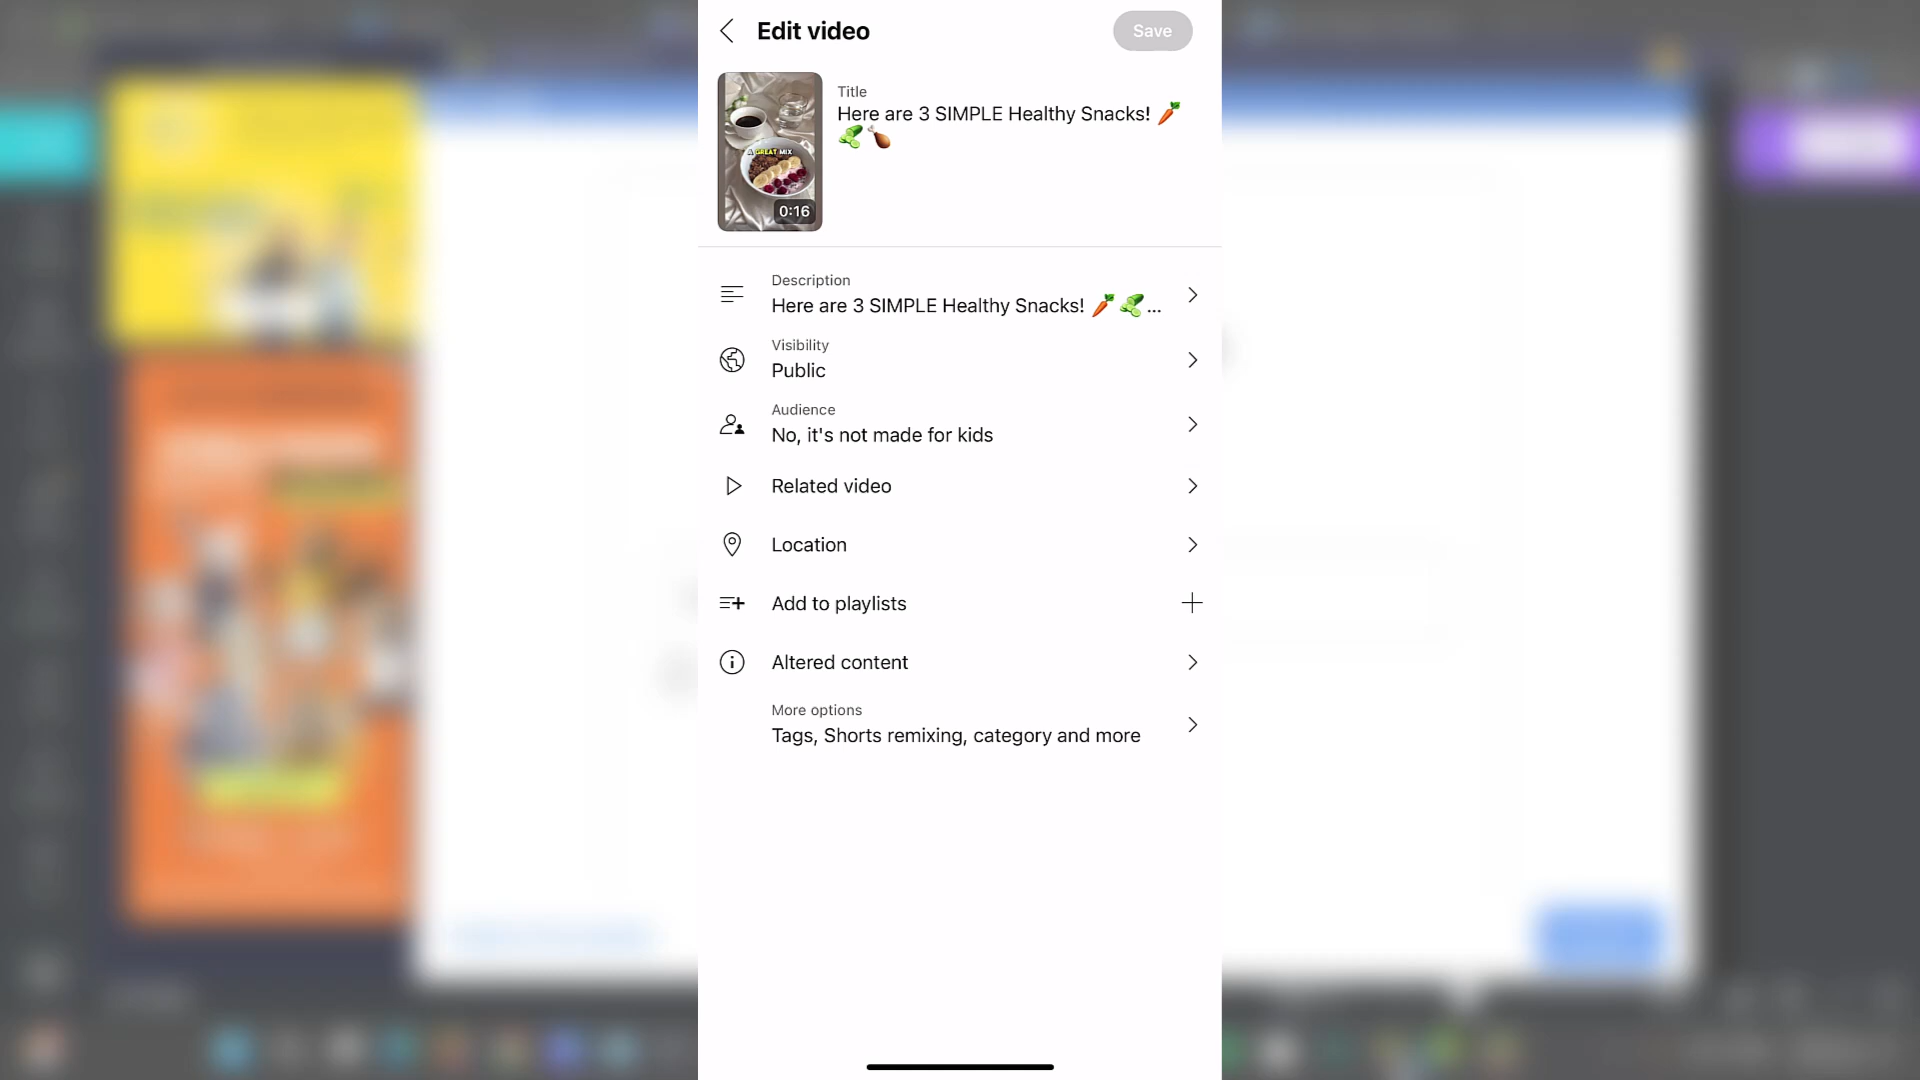 Edit video
Save
Title
Here are 3 SIMPLE Healthy Snacks! 🥕
🥒🍗
A GREAT MIX
0:16
Description
Here are 3 SIMPLE Healthy Snacks! 🥕🥒...
Visibility
Public
Audience
No, it's not made for kids
Related video
Location
Add to playlists
Altered content
More options
Tags, Shorts remixing, category and more